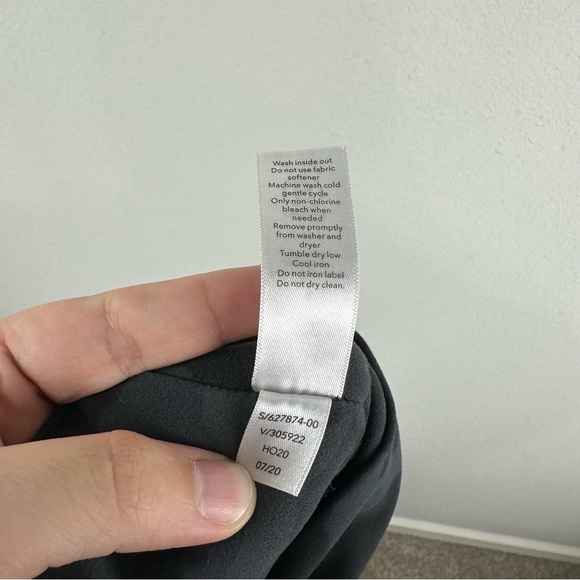 Wash inside out
Do not use fabric
softener
Machine wash cold
gentle cycle
Only non-chlorine
bleach when
needed
Remove promptly
from washer and
dryer
Tumble dry low
Cool iron
Do not iron label
Do not dry clean.
S/627874-00
V/305922
HO20
07/20